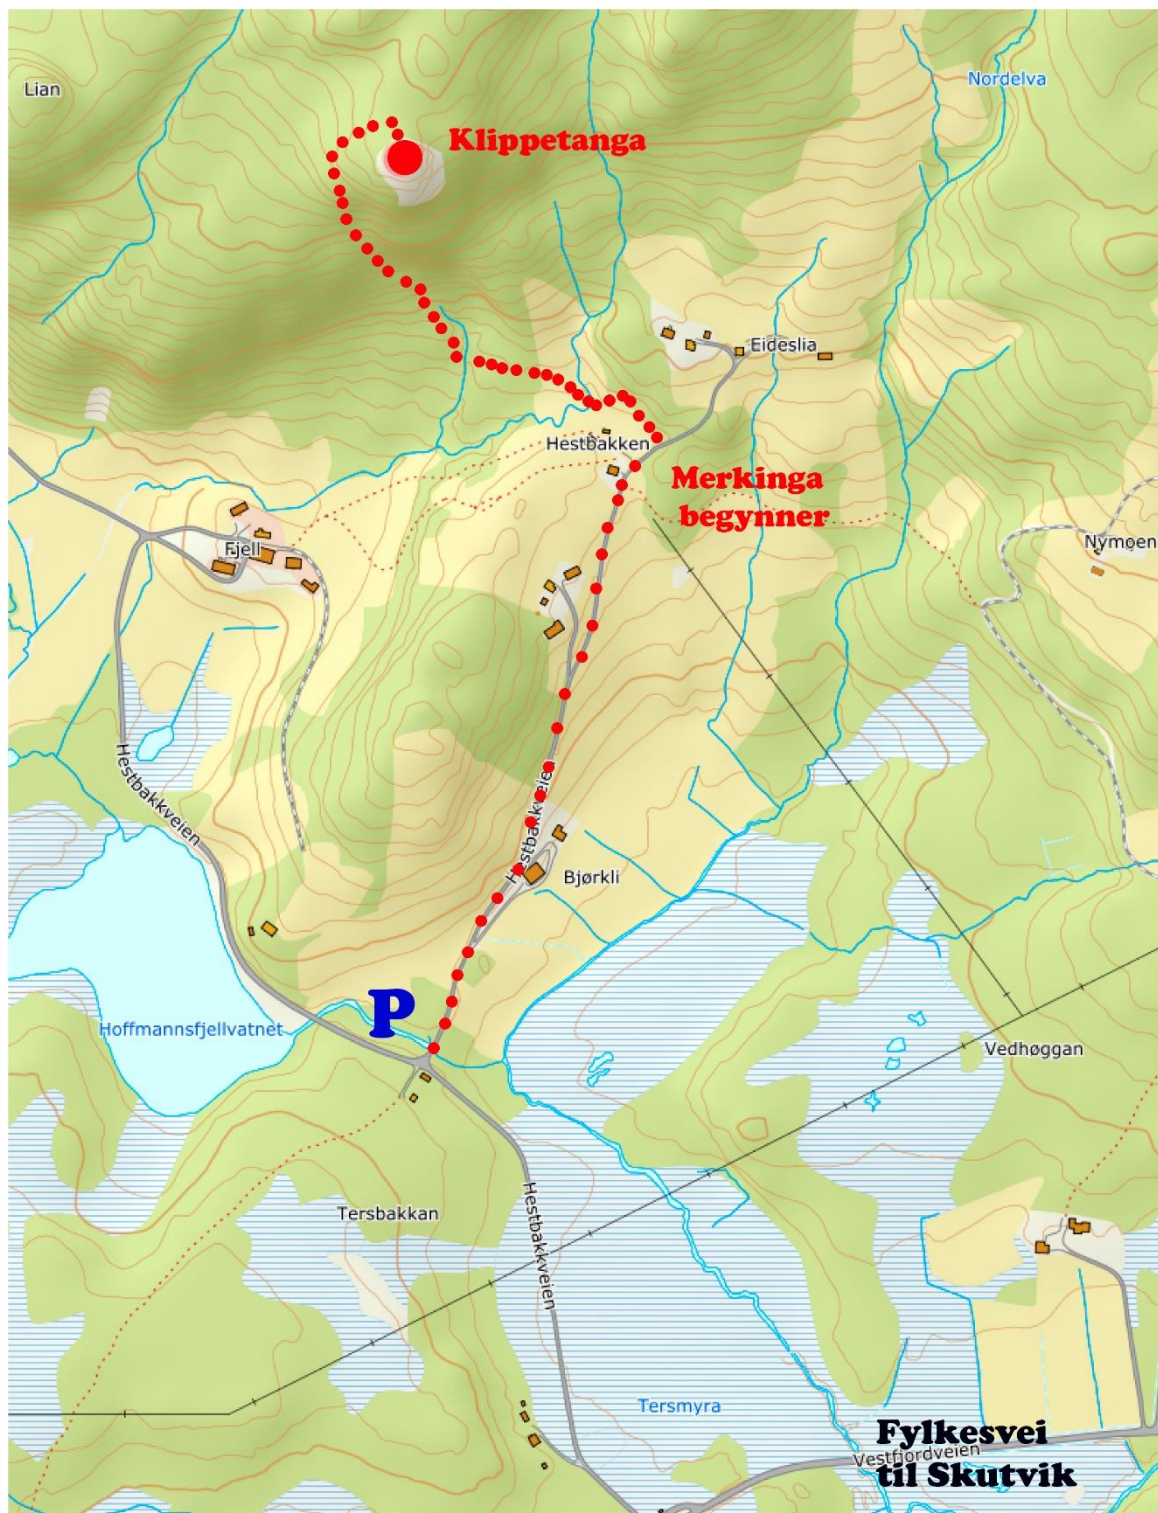 Nordelva
Lian
Klippetanga
Eideslia
Hestbakken
Merkinga
begynner
Fjell
Nymoen
Hestbakkveien
Hestbakkveien
Bjørkli
P
Hoffmannsfjellvatnet
Vedhøggan
Tersbakkan
Hestbakkveien
Tersmyra
Fylkesvei
Vestfjordveien
til Skutvik